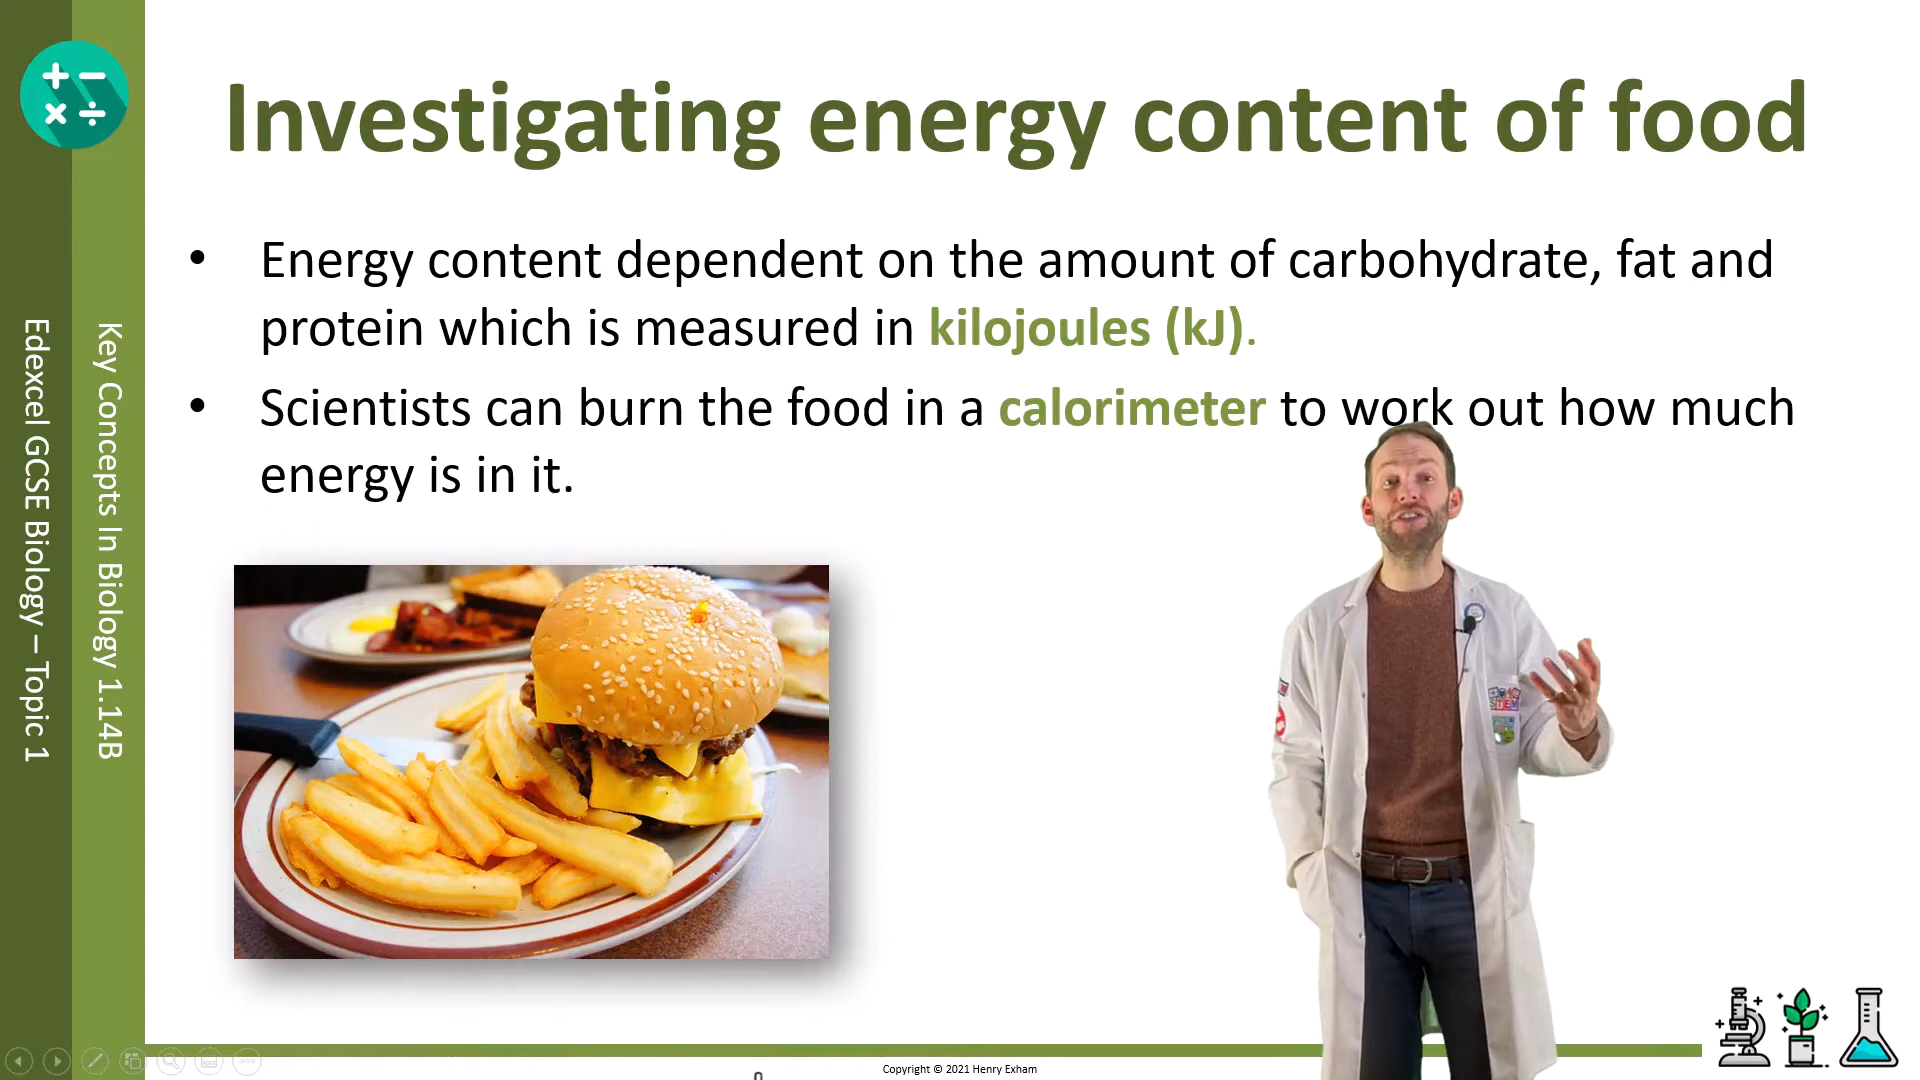 Investigating energy content of food
• Energy content dependent on the amount of carbohydrate, fat and
protein which is measured in kilojoules (kJ).
• Scientists can burn the food in a calorimeter to work out how much
energy is in it.
Key Concepts In Biology 1.14B
Edexcel GCSE Biology – Topic 1
STEM
Copyright © 2021 Henry Exham